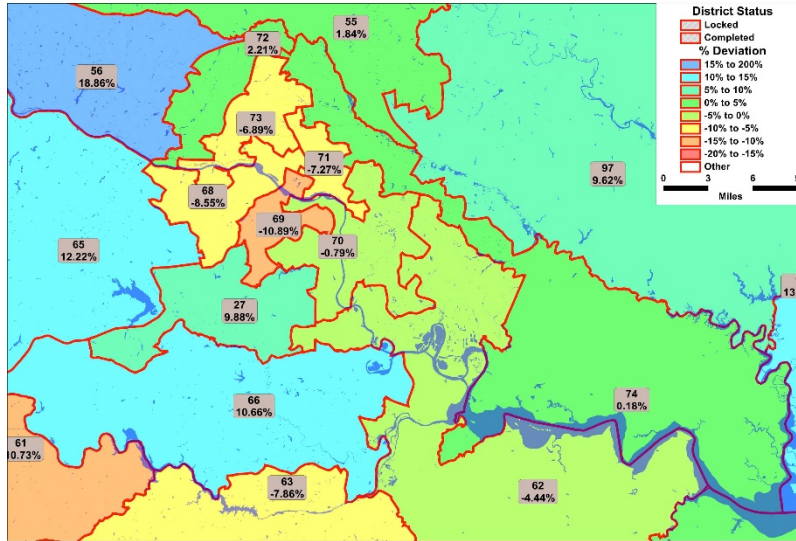 55
1.84%
72
2.21%
56
18.86%
73
-6.89%
71
-7.27%
97
9.62%
68
-8.55%
69
-10.89%
65
12.22%
70
-0.79%
27
9.88%
66
10.66%
74
0.18%
61
10.73%
63
-7.86%
62
-4.44%
13
District Status
Locked
Completed
% Deviation
15% to 200%
10% to 15%
5% to 10%
0% to 5%
-5% to 0%
-10% to -5%
-15% to -10%
-20% to -15%
Other
0 3 6 9
Miles